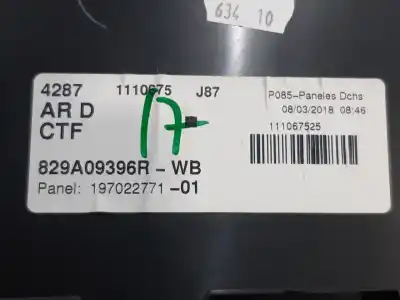 634 10
4287 1110675 J87
AR D
CTF
17
829A09396R - WB
Panel: 197022771 -01
P085-Paneles Dchs
08/03/2018 08:46
111067525